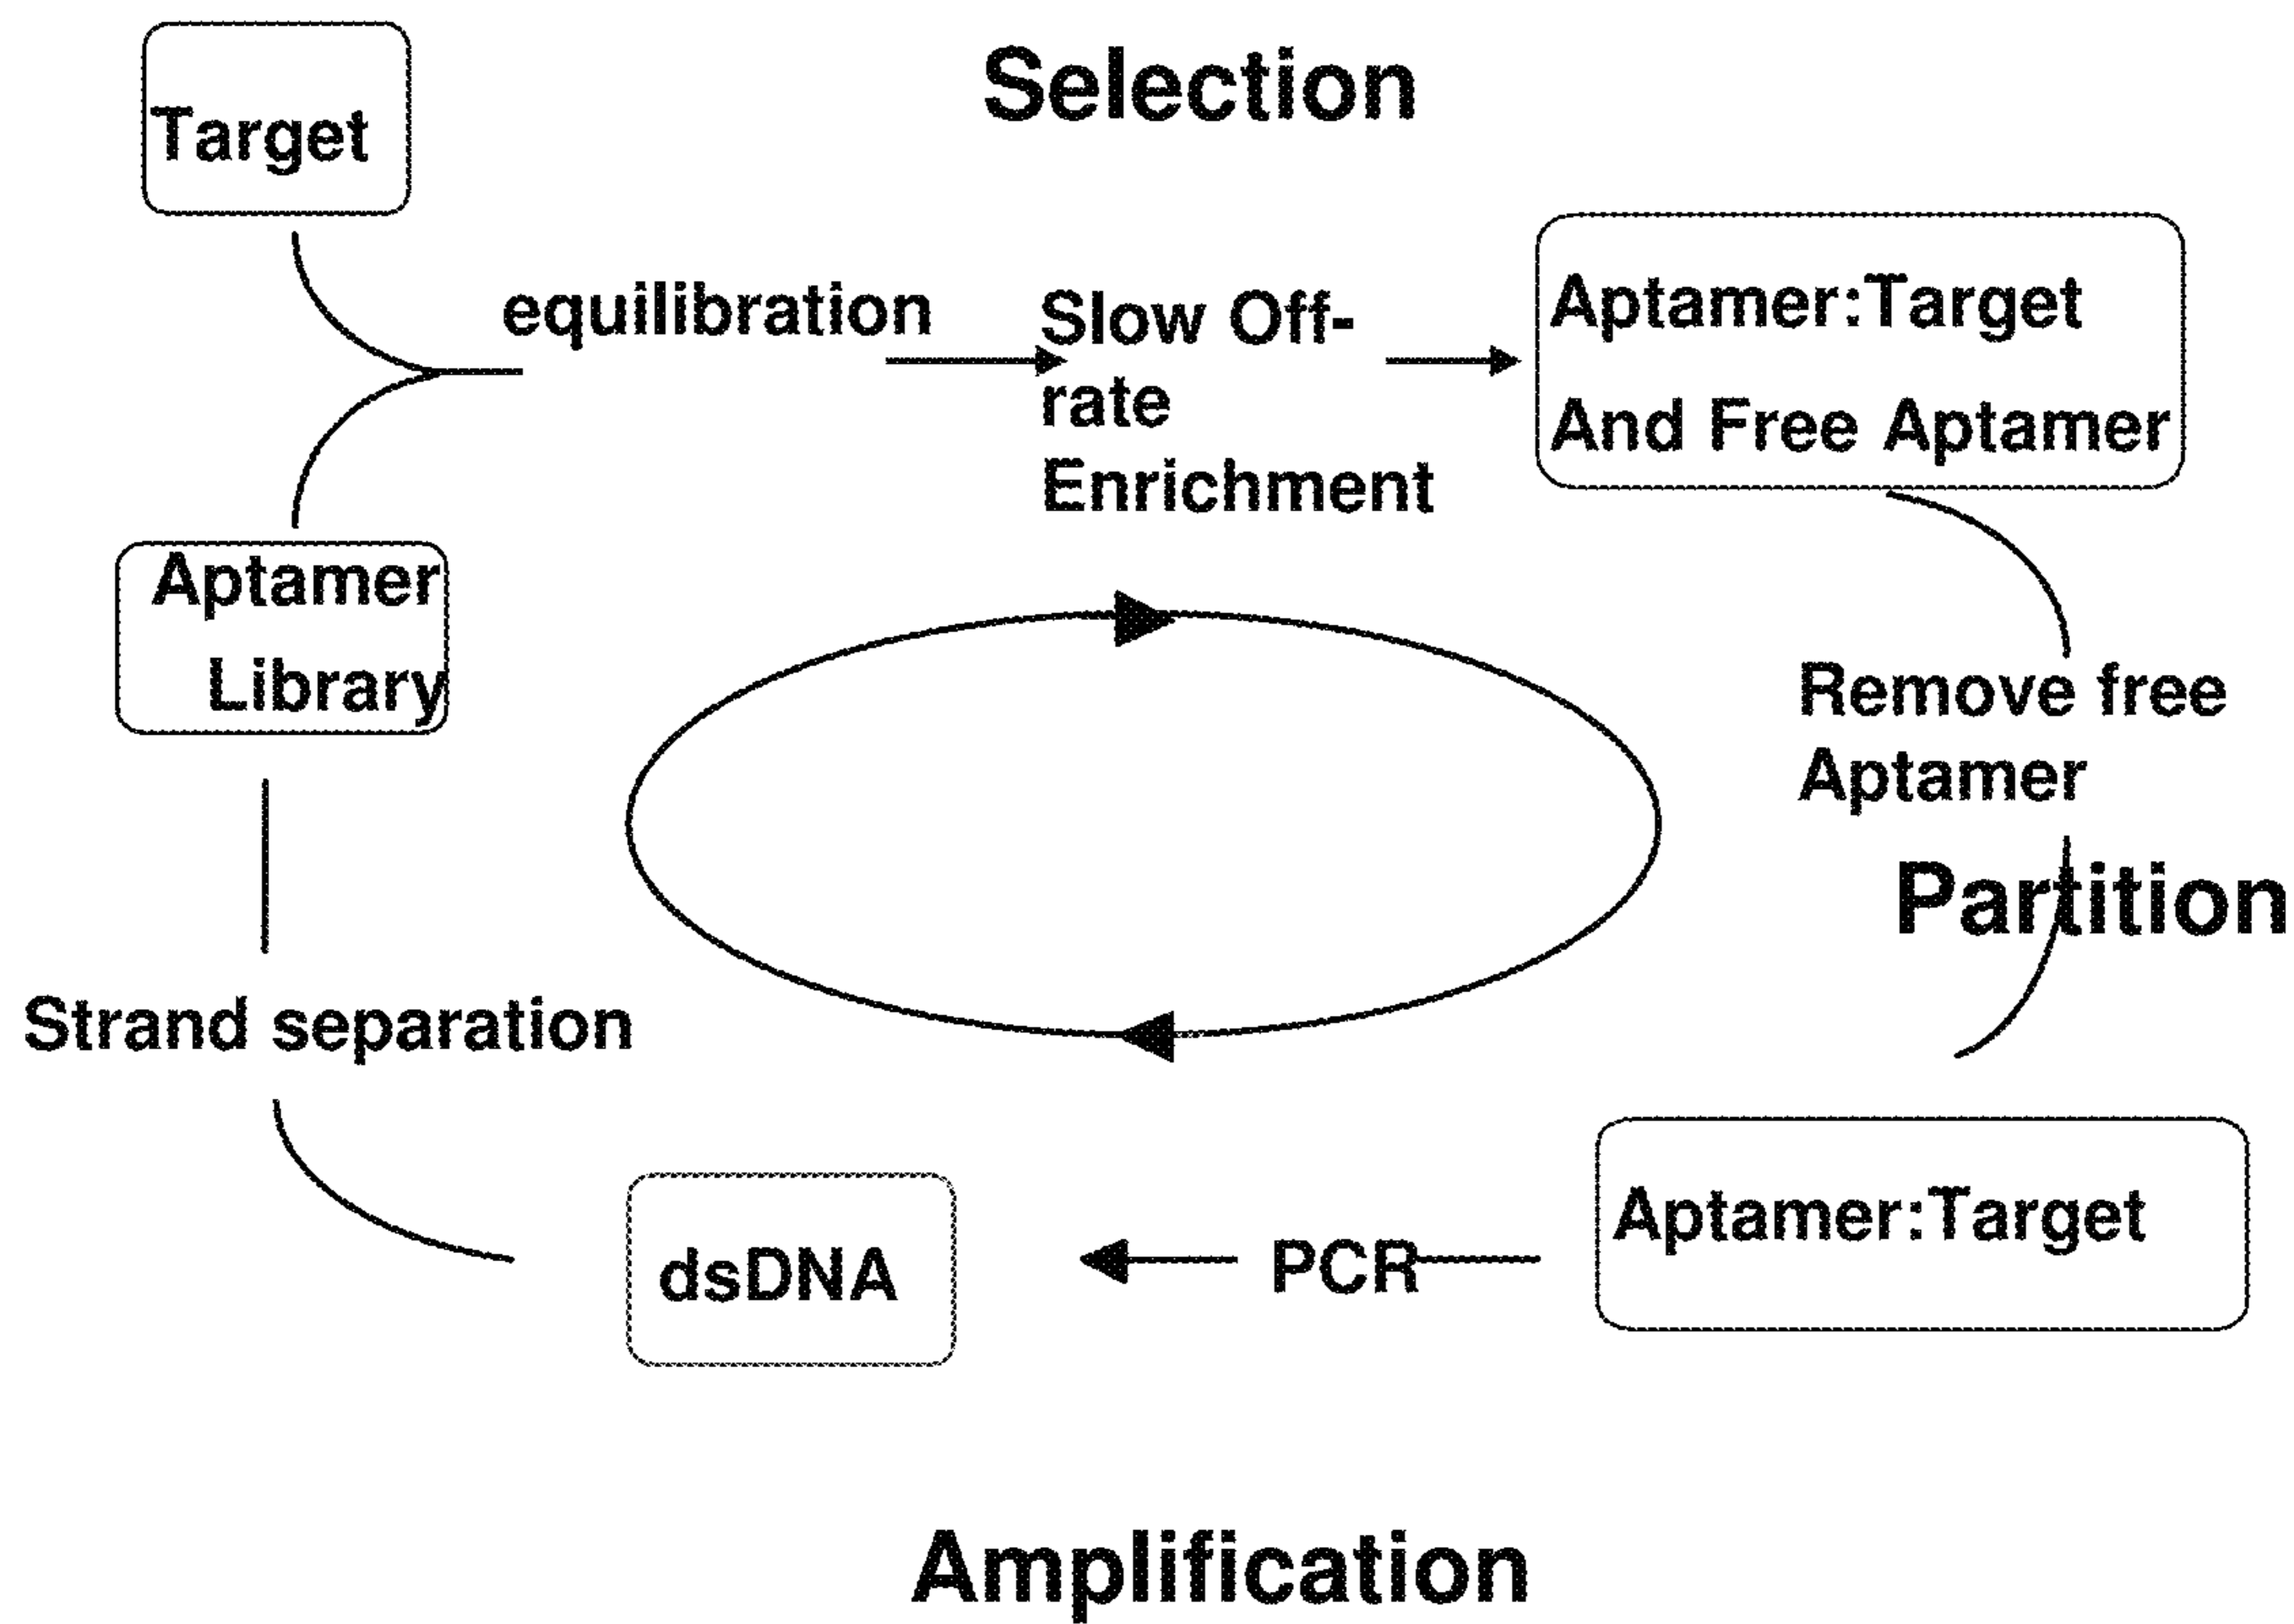 Selection
Target
equilibration
Slow Off-
rate
Enrichment
Aptamer:Target
And Free Aptamer
Aptamer
Library
Remove free
Aptamer
Partition
Strand separation
Aptamer:Target
PCR
dsDNA
Amplification